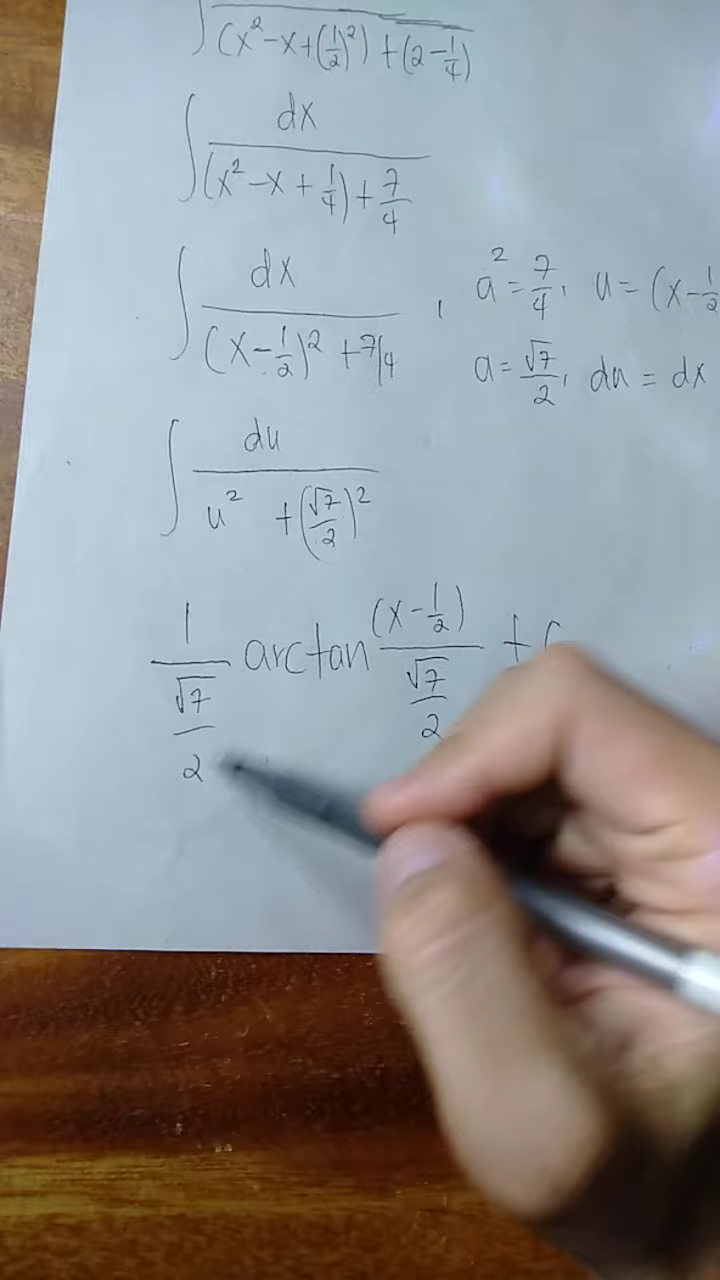 ∫ (x² - x + (1/2)²) + (2 - 1/4)
∫ dx / ((x² - x + 1/4) + 7/4)
∫ dx / ((x - 1/2)² + 7/4) , a² = 7/4, u = (x - 1/2
a = √7/2, du = dx
∫ du / (u² + (√7/2)²)
1 / (√7/2) arctan (x - 1/2) / (√7/2) +